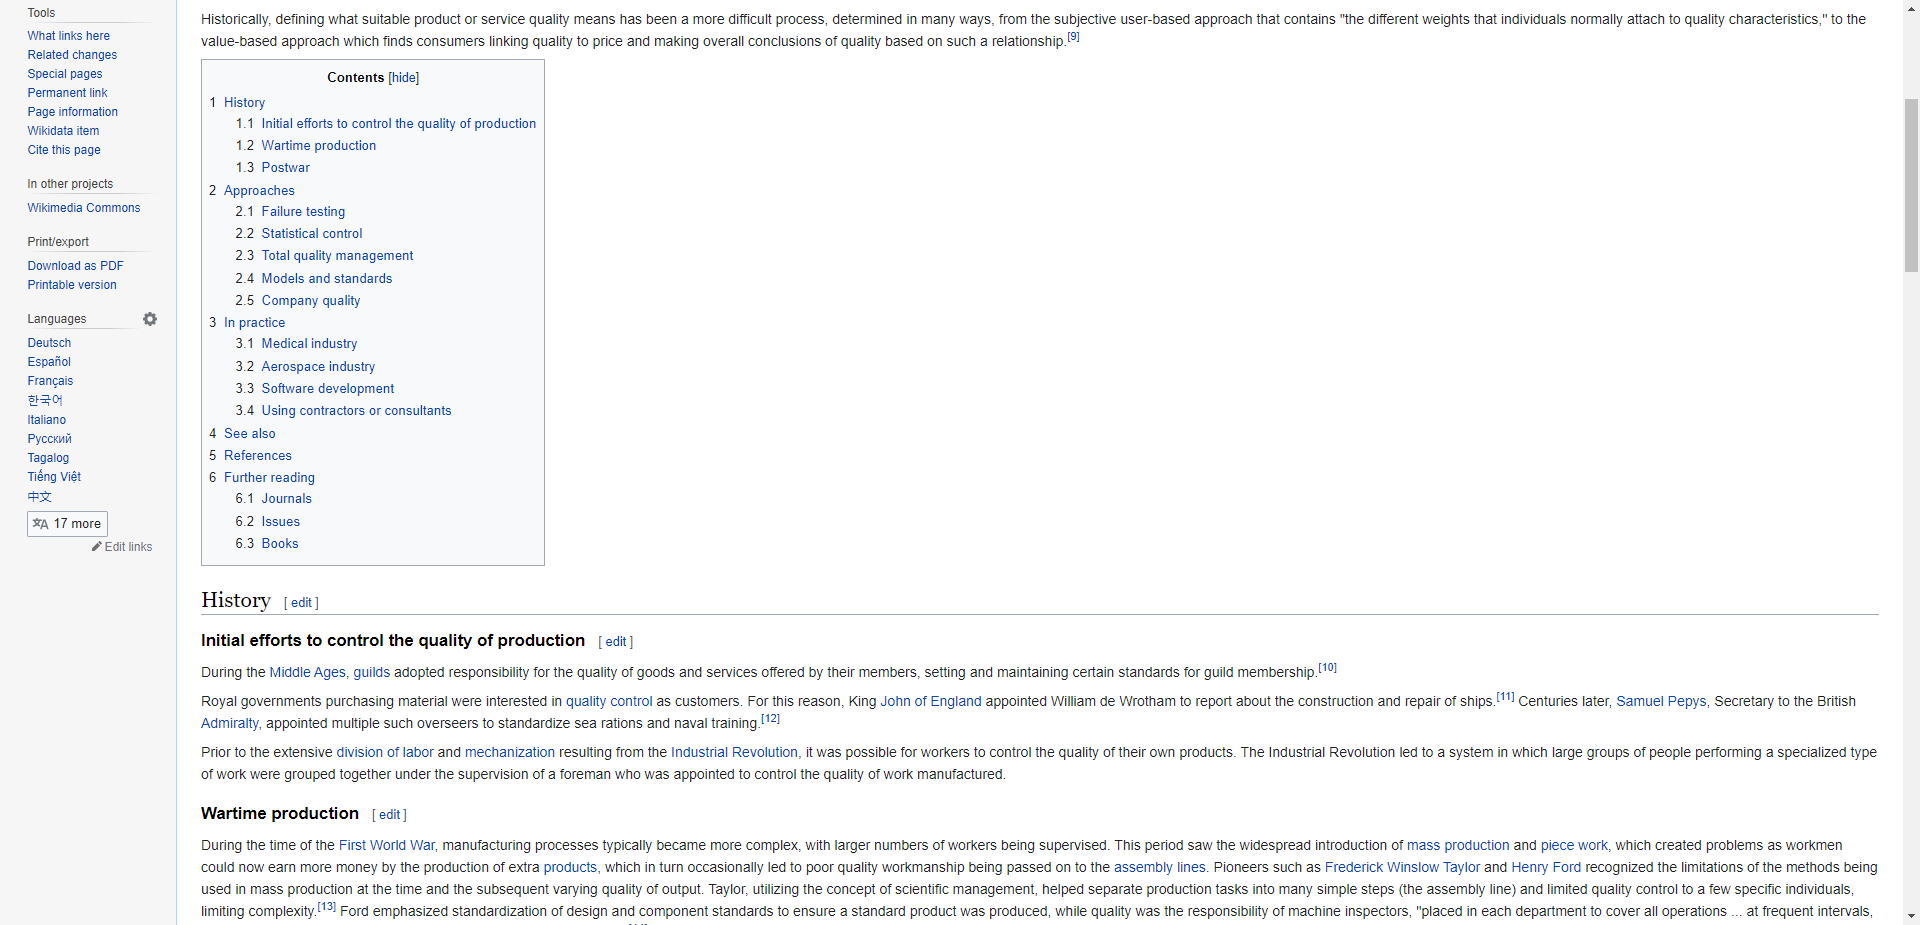 Tools
What links here
Related changes
Special pages
Permanent link
Page information
Wikidata item
Cite this page
In other projects
Wikimedia Commons
Print/export
Download as PDF
Printable version
Languages
Deutsch
Español
Français
한국어
Italiano
Русский
Tagalog
Tiếng Việt
中文
17 more
Edit links
Historically, defining what suitable product or service quality means has been a more difficult process, determined in many ways, from the subjective user-based approach that contains "the different weights that individuals normally attach to quality characteristics," to the
value-based approach which finds consumers linking quality to price and making overall conclusions of quality based on such a relationship.[9]
Contents [hide]
1 History
1.1 Initial efforts to control the quality of production
1.2 Wartime production
1.3 Postwar
2 Approaches
2.1 Failure testing
2.2 Statistical control
2.3 Total quality management
2.4 Models and standards
2.5 Company quality
3 In practice
3.1 Medical industry
3.2 Aerospace industry
3.3 Software development
3.4 Using contractors or consultants
4 See also
5 References
6 Further reading
6.1 Journals
6.2 Issues
6.3 Books
History [ edit ]
Initial efforts to control the quality of production [ edit ]
During the Middle Ages, guilds adopted responsibility for the quality of goods and services offered by their members, setting and maintaining certain standards for guild membership.[10]
Royal governments purchasing material were interested in quality control as customers. For this reason, King John of England appointed William de Wrotham to report about the construction and repair of ships.[11] Centuries later, Samuel Pepys, Secretary to the British
Admiralty, appointed multiple such overseers to standardize sea rations and naval training.[12]
Prior to the extensive division of labor and mechanization resulting from the Industrial Revolution, it was possible for workers to control the quality of their own products. The Industrial Revolution led to a system in which large groups of people performing a specialized type
of work were grouped together under the supervision of a foreman who was appointed to control the quality of work manufactured.
Wartime production [ edit ]
During the time of the First World War, manufacturing processes typically became more complex, with larger numbers of workers being supervised. This period saw the widespread introduction of mass production and piece work, which created problems as workmen
could now earn more money by the production of extra products, which in turn occasionally led to poor quality workmanship being passed on to the assembly lines. Pioneers such as Frederick Winslow Taylor and Henry Ford recognized the limitations of the methods being
used in mass production at the time and the subsequent varying quality of output. Taylor, utilizing the concept of scientific management, helped separate production tasks into many simple steps (the assembly line) and limited quality control to a few specific individuals,
limiting complexity.[13] Ford emphasized standardization of design and component standards to ensure a standard product was produced, while quality was the responsibility of machine inspectors, "placed in each department to cover all operations ... at frequent intervals,